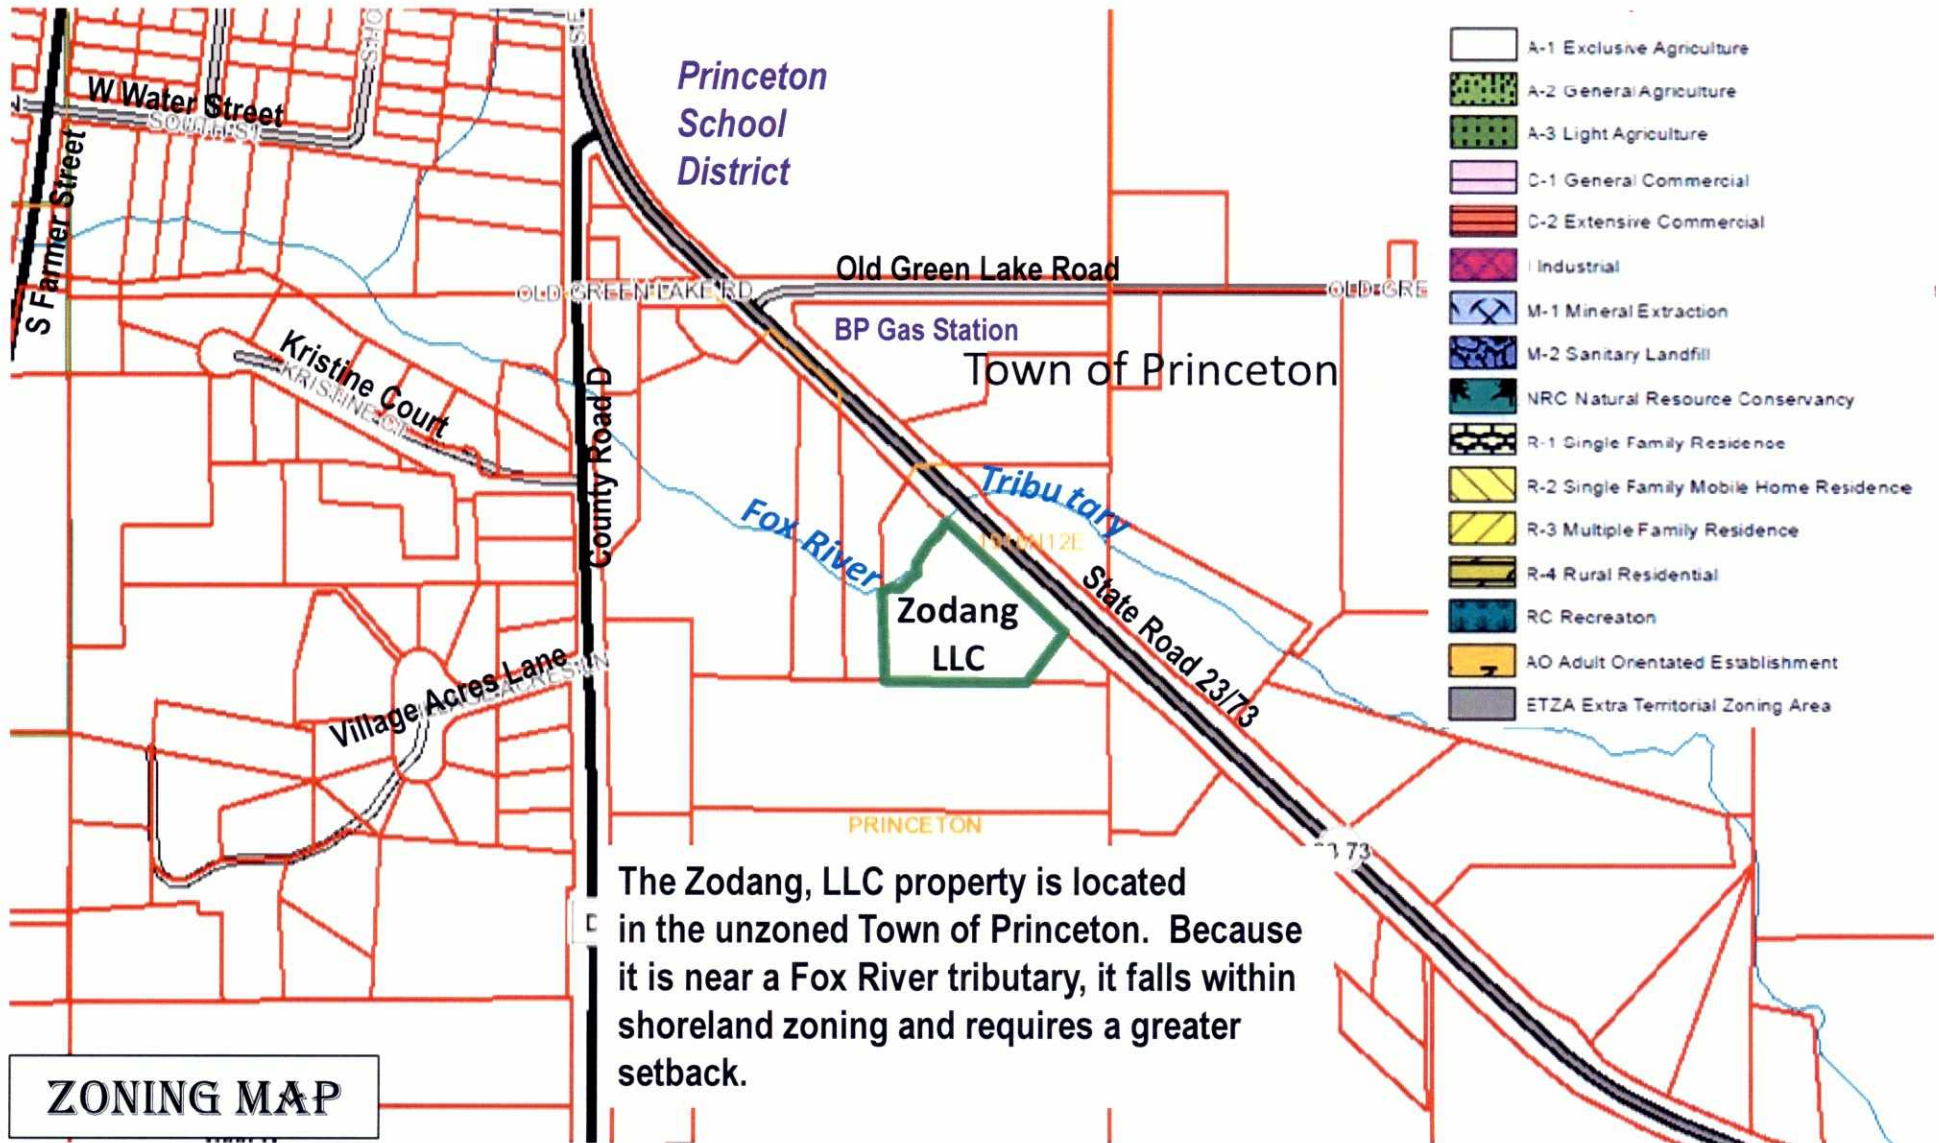 Princeton
School
District
W Water Street
SOUTH ST
S Farmer Street
Old Green Lake Road
OLD GREEN LAKE RD
OLD GRE
BP Gas Station
Town of Princeton
Kristine Court
KRISTINE CT
County Road D
Tributary
Fox River
Zodang
LLC
State Road 23/73
Village Acres Lane
PRINCETON
D
The Zodang, LLC property is located
in the unzoned Town of Princeton. Because
it is near a Fox River tributary, it falls within
shoreland zoning and requires a greater
setback.
ZONING MAP
A-1 Exclusive Agriculture
A-2 General Agriculture
A-3 Light Agriculture
C-1 General Commercial
C-2 Extensive Commercial
I Industrial
M-1 Mineral Extraction
M-2 Sanitary Landfill
NRC Natural Resource Conservancy
R-1 Single Family Residence
R-2 Single Family Mobile Home Residence
R-3 Multiple Family Residence
R-4 Rural Residential
RC Recreation
AO Adult Orientated Establishment
ETZA Extra Territorial Zoning Area